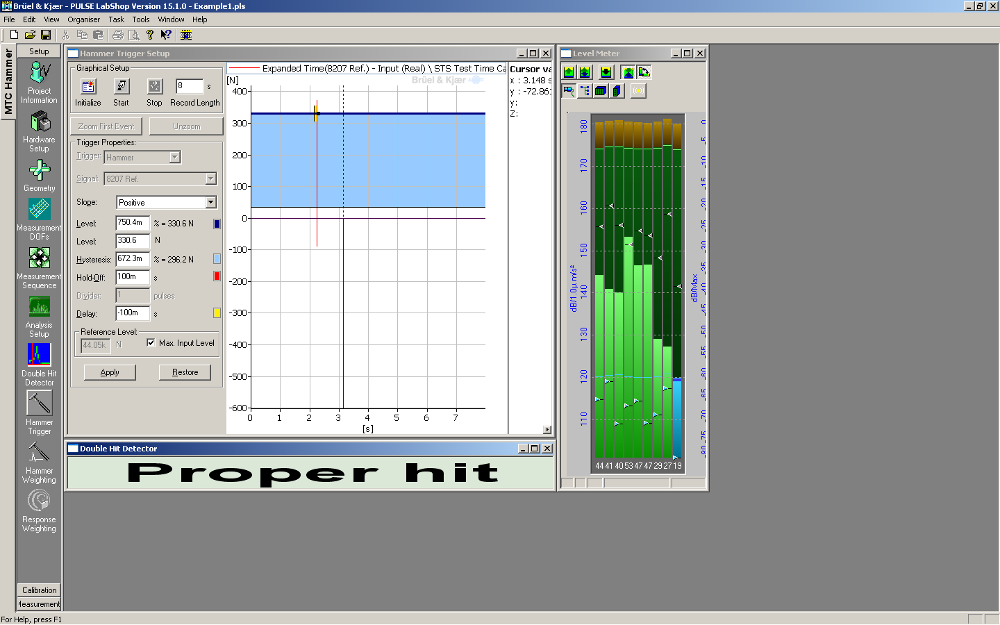 Brüel & Kjær - PULSE LabShop Version 15.1.0 - Example1.pls
File Edit View Organiser Task Tools Window Help
MTC Hammer
Setup
Project Information
Hardware Setup
Geometry
Measurement DOFs
Measurement Sequence
Analysis Setup
Double Hit Detector
Hammer Trigger
Hammer Weighting
Response Weighting
Calibration
Measurement
Hammer Trigger Setup
Graphical Setup
8 s
Initialize Start Stop Record Length
Zoom First Event Unzoom
Trigger Properties:
Trigger: Hammer
Signal: 8207 Ref.
Slope: Positive
Level: 750.4m % = 330.6 N
Level: 330.6 N
Hysteresis: 672.3m % = 296.2 N
Hold-Off: 100m s
Divider: 1 pulses
Delay: -100m s
Reference Level:
44.05k N Max. Input Level
Apply Restore
Expanded Time(8207 Ref.) - Input (Real) \ STS Test Time Ca
[N] Brüel & Kjær
400
300
200
100
0
-100
-200
-300
-400
-500
-600
0 1 2 3 4 5 6 7
[s]
Cursor va
x : 3.148 s
y : -72.861
y:
Z:
Double Hit Detector
Proper hit
Level Meter
dB/1.0µ m/s²
180
170
160
150
140
130
120
110
dB/Max
0
-5
-10
-15
-20
-25
-30
-35
-40
-45
-50
-55
-60
-65
-70
-75
-80
44 41 40 53 47 47 29 27 19
For Help, press F1